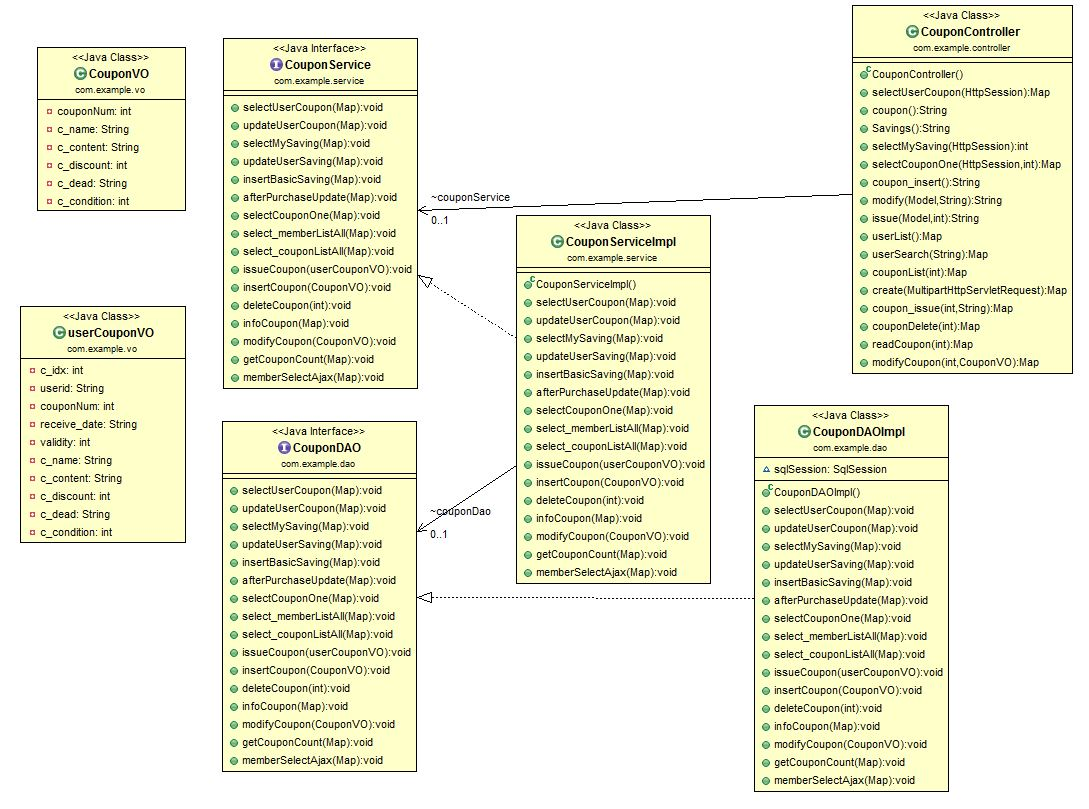 <<Java Class>>
CouponVO
com.example.vo
couponNum: int
c_name: String
c_content: String
c_discount: int
c_dead: String
c_condition: int
<<Java Class>>
userCouponVO
com.example.vo
c_idx: int
userid: String
couponNum: int
receive_date: String
validity: int
c_name: String
c_content: String
c_discount: int
c_dead: String
c_condition: int
<<Java Interface>>
CouponService
com.example.service
selectUserCoupon(Map):void
updateUserCoupon(Map):void
selectMySaving(Map):void
updateUserSaving(Map):void
insertBasicSaving(Map):void
afterPurchaseUpdate(Map):void
selectCouponOne(Map):void
select_memberListAll(Map):void
select_couponListAll(Map):void
issueCoupon(userCouponVO):void
insertCoupon(CouponVO):void
deleteCoupon(int):void
infoCoupon(Map):void
modifyCoupon(CouponVO):void
getCouponCount(Map):void
memberSelectAjax(Map):void
<<Java Interface>>
CouponDAO
com.example.dao
selectUserCoupon(Map):void
updateUserCoupon(Map):void
selectMySaving(Map):void
updateUserSaving(Map):void
insertBasicSaving(Map):void
afterPurchaseUpdate(Map):void
selectCouponOne(Map):void
select_memberListAll(Map):void
select_couponListAll(Map):void
issueCoupon(userCouponVO):void
insertCoupon(CouponVO):void
deleteCoupon(int):void
infoCoupon(Map):void
modifyCoupon(CouponVO):void
getCouponCount(Map):void
memberSelectAjax(Map):void
~couponService
0..1
~couponDao
0..1
<<Java Class>>
CouponServiceImpl
com.example.service
CouponServiceImpl()
selectUserCoupon(Map):void
updateUserCoupon(Map):void
selectMySaving(Map):void
updateUserSaving(Map):void
insertBasicSaving(Map):void
afterPurchaseUpdate(Map):void
selectCouponOne(Map):void
select_memberListAll(Map):void
select_couponListAll(Map):void
issueCoupon(userCouponVO):void
insertCoupon(CouponVO):void
deleteCoupon(int):void
infoCoupon(Map):void
modifyCoupon(CouponVO):void
getCouponCount(Map):void
memberSelectAjax(Map):void
<<Java Class>>
CouponController
com.example.controller
CouponController()
selectUserCoupon(HttpSession):Map
coupon():String
Savings():String
selectMySaving(HttpSession):int
selectCouponOne(HttpSession,int):Map
coupon_insert():String
modify(Model,String):String
issue(Model,int):String
userList():Map
userSearch(String):Map
couponList(int):Map
create(MultipartHttpServletRequest):Map
coupon_issue(int,String):Map
couponDelete(int):Map
readCoupon(int):Map
modifyCoupon(int,CouponVO):Map
<<Java Class>>
CouponDAOImpl
com.example.dao
sqlSession: SqlSession
CouponDAOImpl()
selectUserCoupon(Map):void
updateUserCoupon(Map):void
selectMySaving(Map):void
updateUserSaving(Map):void
insertBasicSaving(Map):void
afterPurchaseUpdate(Map):void
selectCouponOne(Map):void
select_memberListAll(Map):void
select_couponListAll(Map):void
issueCoupon(userCouponVO):void
insertCoupon(CouponVO):void
deleteCoupon(int):void
infoCoupon(Map):void
modifyCoupon(CouponVO):void
getCouponCount(Map):void
memberSelectAjax(Map):void